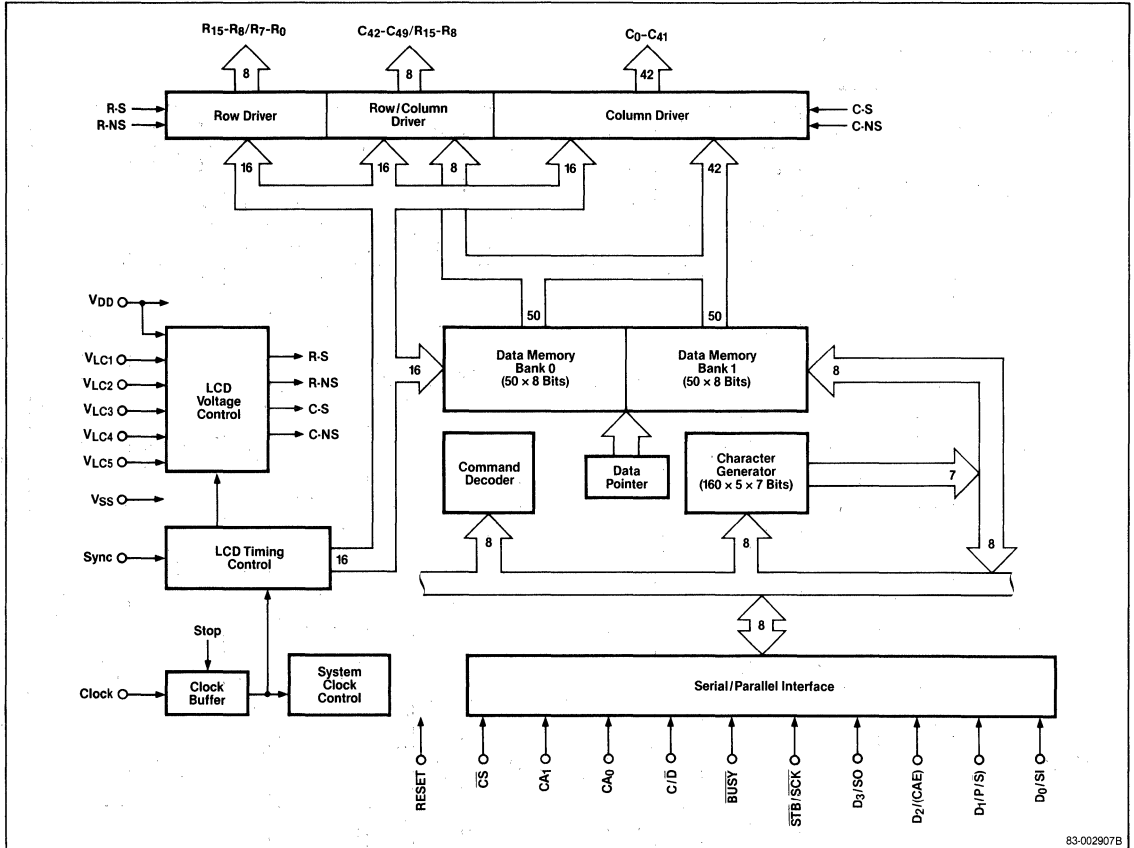 R15-R8/R7-R0
C42-C49/R15-R8
C0-C41
8
8
42
R-S
R-NS
Row Driver
Row/Column
Driver
Column Driver
C-S
C-NS
16
16
8
16
42
VDD
VLC1
VLC2
VLC3
VLC4
VLC5
VSS
LCD
Voltage
Control
R-S
R-NS
C-S
C-NS
50
50
16
Data Memory
Bank 0
(50 × 8 Bits)
Data Memory
Bank 1
(50 × 8 Bits)
8
Command
Decoder
Data
Pointer
Character
Generator
(160 × 5 × 7 Bits)
7
Sync
LCD Timing
Control
16
8
8
8
8
Stop
Clock
Clock
Buffer
System
Clock
Control
Serial/Parallel Interface
RESET
C̅S̅
CA1
CA0
C/D̅
B̅U̅S̅Y̅
S̅T̅B̅/S̅C̅K̅
D3/SO
D2/(CAE)
D1/P/S)
D0/SI
83-002907B